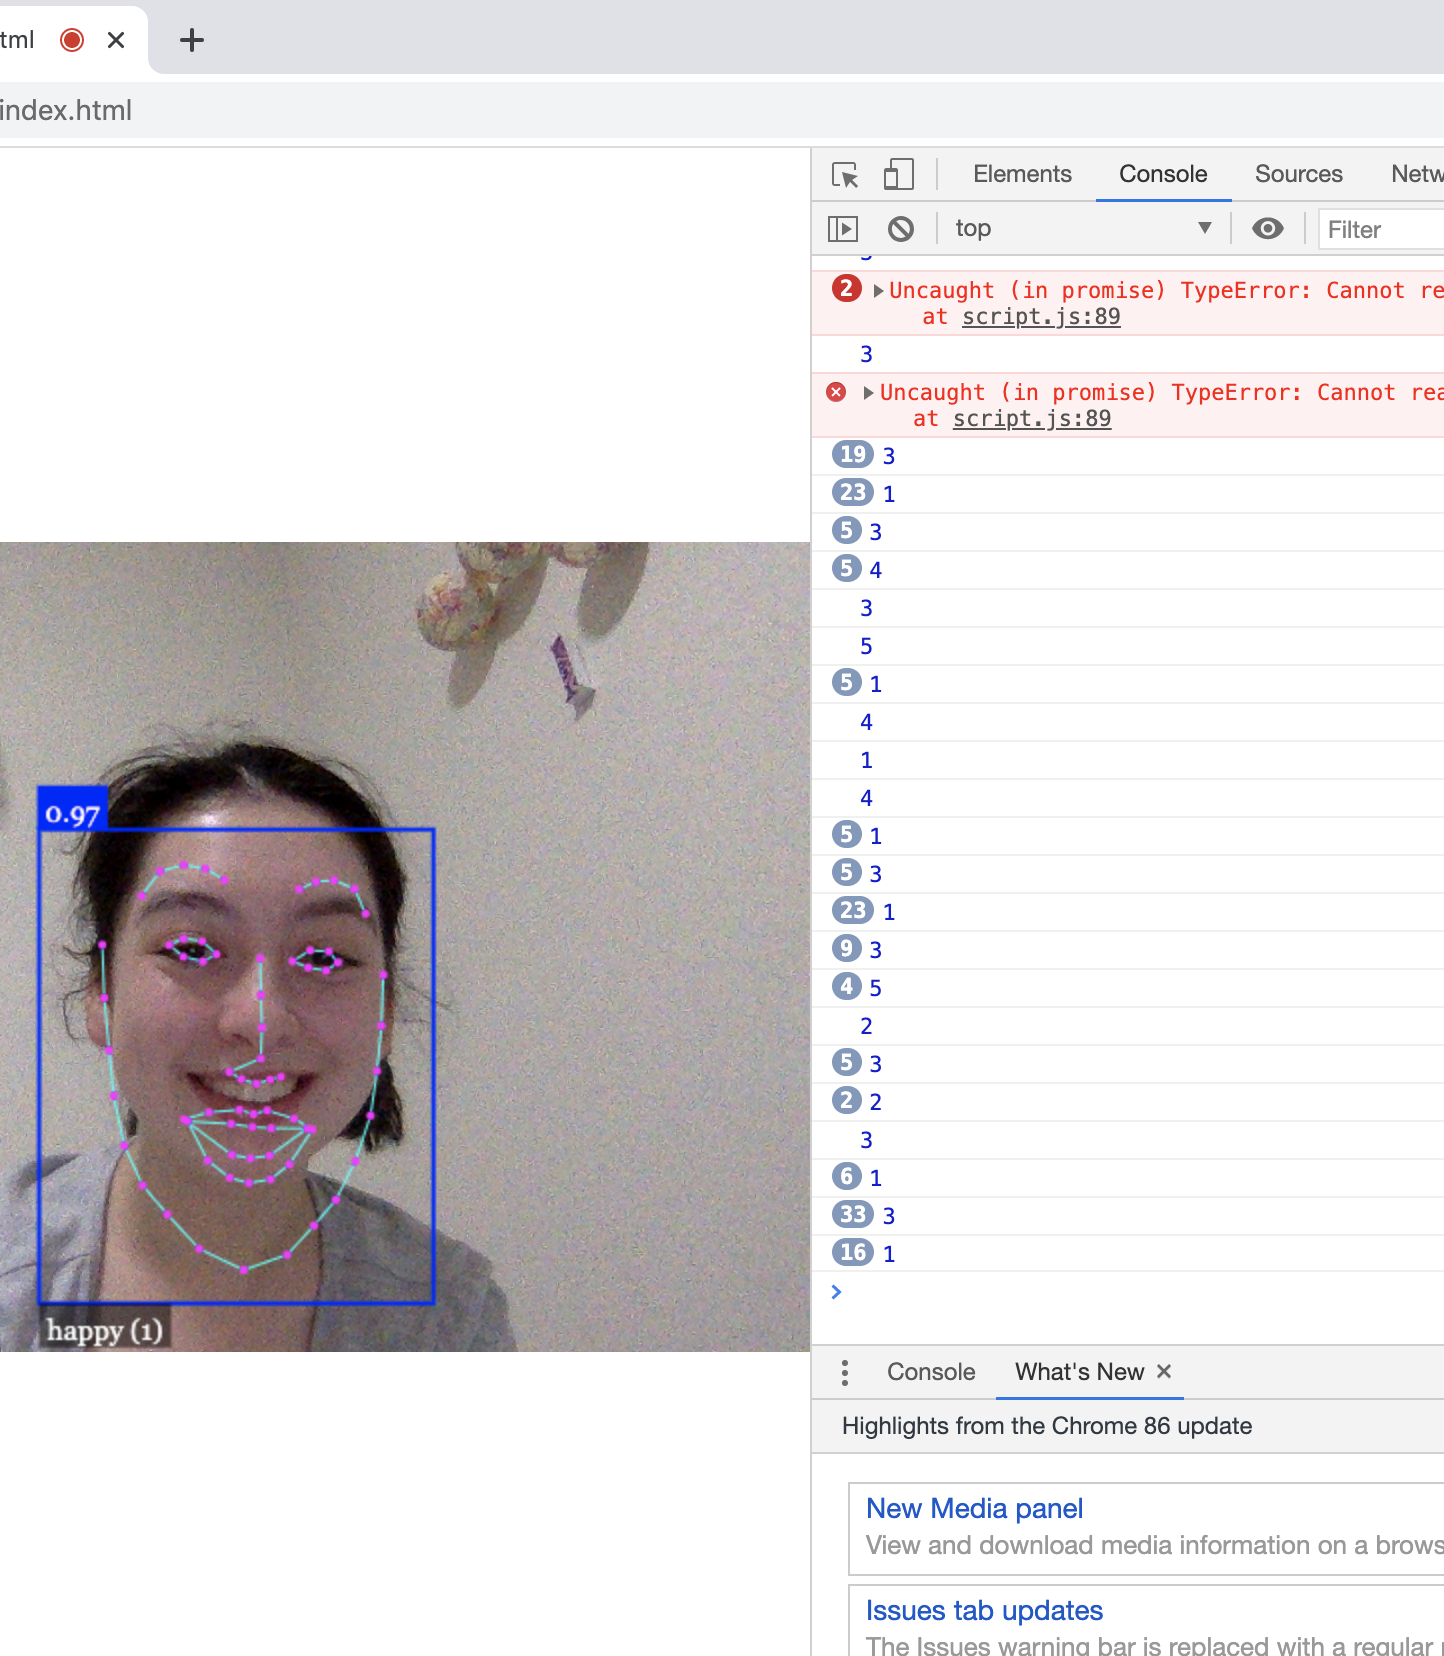 tml
index.html
Elements Console Sources Netw
top Filter
2 Uncaught (in promise) TypeError: Cannot re
at script.js:89
3
Uncaught (in promise) TypeError: Cannot rea
at script.js:89
19 3
23 1
5 3
5 4
3
5
5 1
4
1
4
5 1
5 3
23 1
9 3
4 5
2
5 3
2 2
3
6 1
33 3
16 1
0.97
happy (1)
Console What's New
Highlights from the Chrome 86 update
New Media panel
View and download media information on a brows
Issues tab updates
The Issues warning bar is replaced with a regular